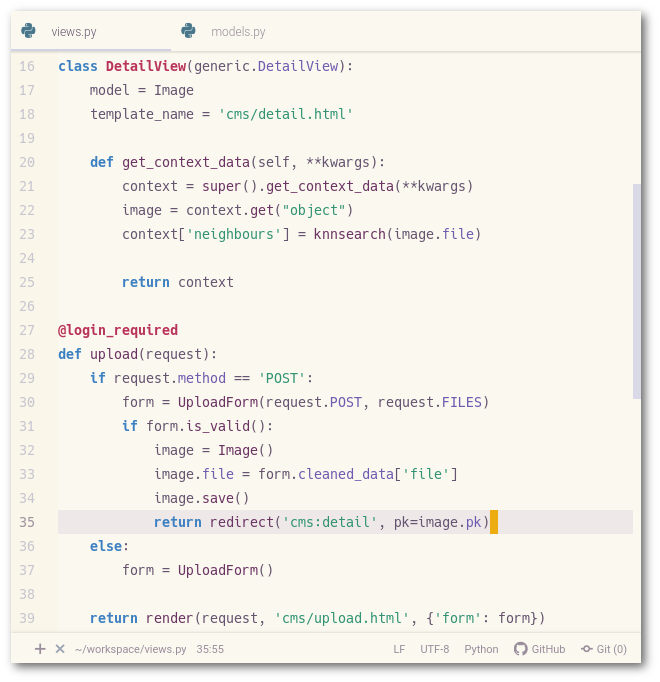 views.py models.py
16 class DetailView(generic.DetailView):
17     model = Image
18     template_name = 'cms/detail.html'
19
20     def get_context_data(self, **kwargs):
21         context = super().get_context_data(**kwargs)
22         image = context.get("object")
23         context['neighbours'] = knnsearch(image.file)
24
25         return context
26
27 @login_required
28 def upload(request):
29     if request.method == 'POST':
30         form = UploadForm(request.POST, request.FILES)
31         if form.is_valid():
32             image = Image()
33             image.file = form.cleaned_data['file']
34             image.save()
35             return redirect('cms:detail', pk=image.pk)
36     else:
37         form = UploadForm()
38
39     return render(request, 'cms/upload.html', {'form': form})
~/workspace/views.py 35:55 LF UTF-8 Python GitHub Git (0)